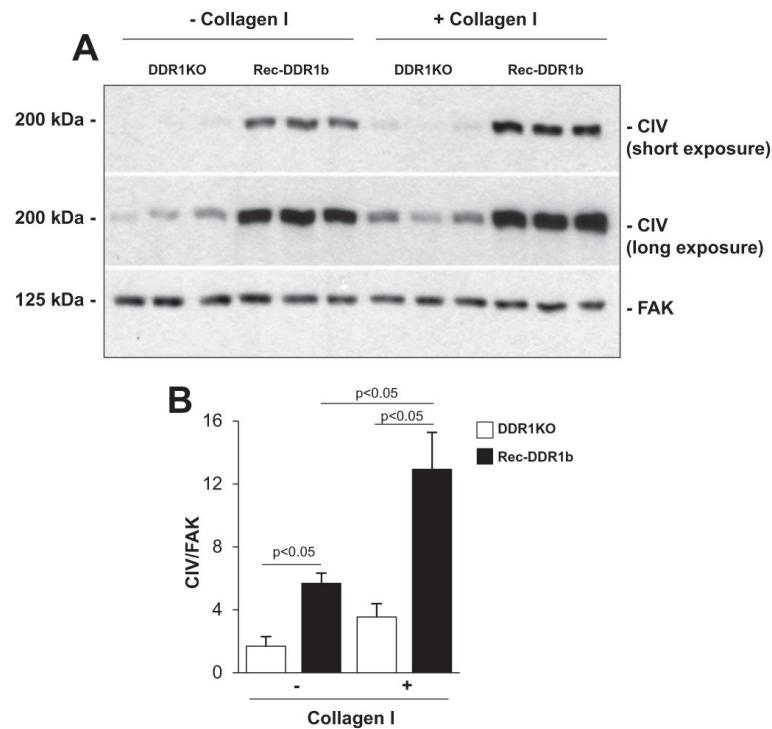 - Collagen I + Collagen I
A
DDR1KO Rec-DDR1b DDR1KO Rec-DDR1b
200 kDa - - CIV
(short exposure)
200 kDa - - CIV
(long exposure)
125 kDa - - FAK
B
p<0.05
p<0.05
p<0.05
DDR1KO
Rec-DDR1b
CIV/FAK
16
12
8
4
0
- +
Collagen I